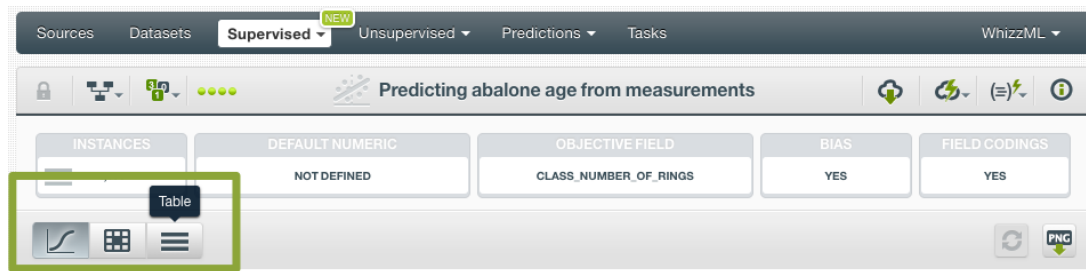 NEW
Sources Datasets Supervised Unsupervised Predictions Tasks WhizzML
Predicting abalone age from measurements
INSTANCES DEFAULT NUMERIC OBJECTIVE FIELD BIAS FIELD CODINGS
NOT DEFINED CLASS_NUMBER_OF_RINGS YES YES
Table
PNG